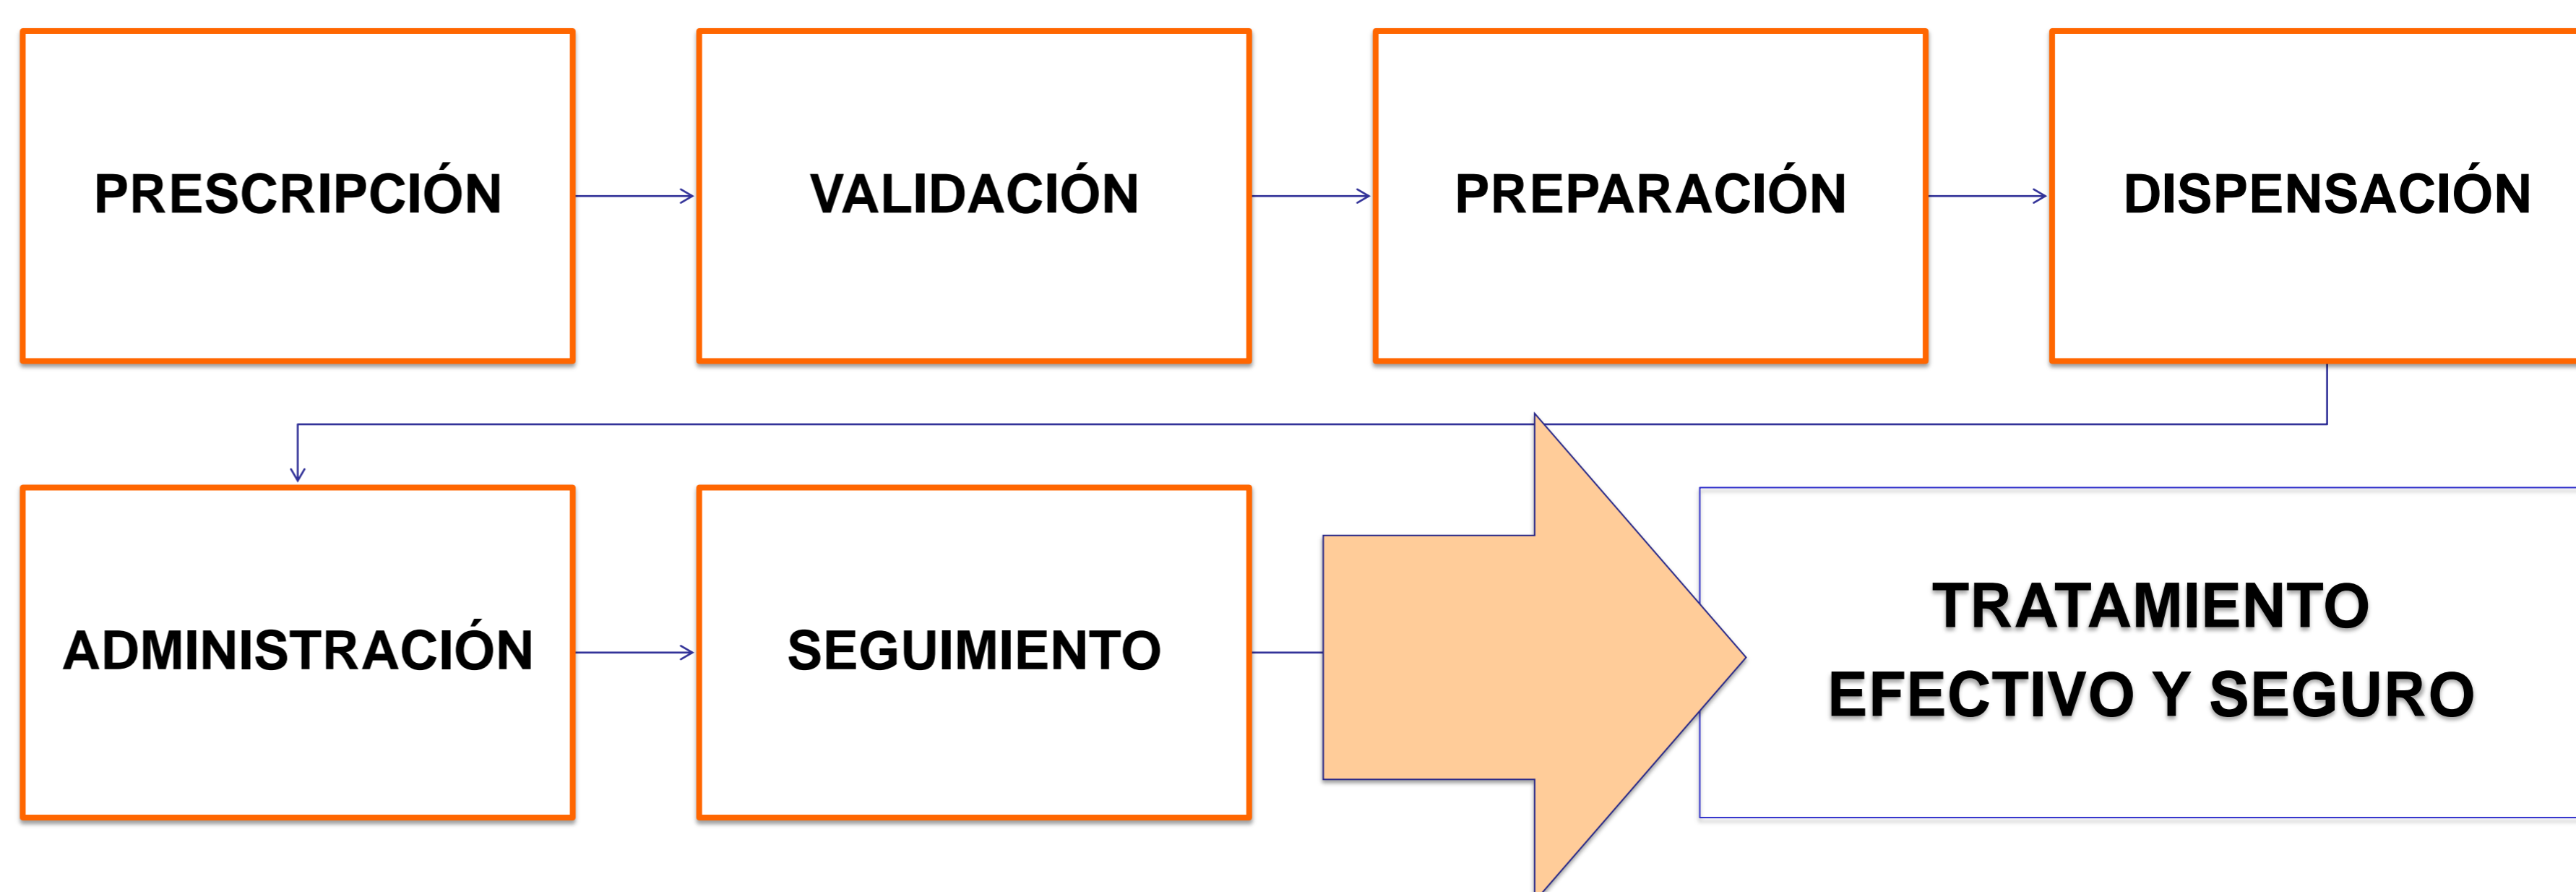 PRESCRIPCIÓN
VALIDACIÓN
PREPARACIÓN
DISPENSACIÓN
ADMINISTRACIÓN
SEGUIMIENTO
TRATAMIENTO
EFECTIVO Y SEGURO